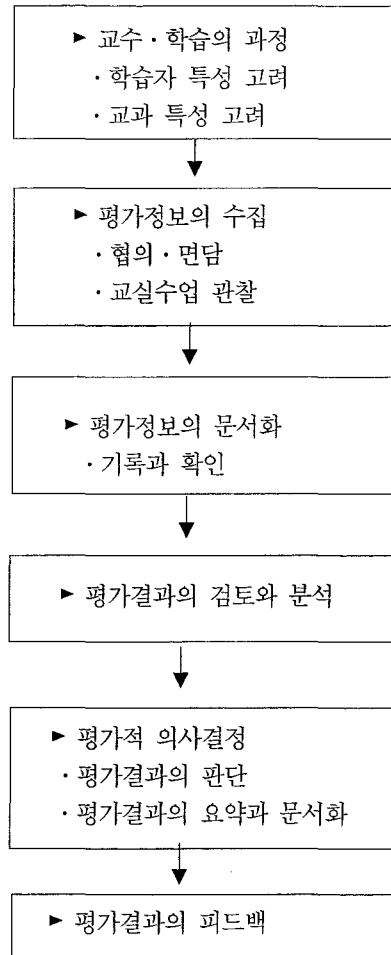 ► 교수·학습의 과정
·학습자 특성 고려
·교과 특성 고려
► 평가정보의 수집
·협의·면담
·교실수업 관찰
► 평가정보의 문서화
·기록과 확인
► 평가결과의 검토와 분석
► 평가적 의사결정
·평가결과의 판단
·평가결과의 요약과 문서화
► 평가결과의 피드백